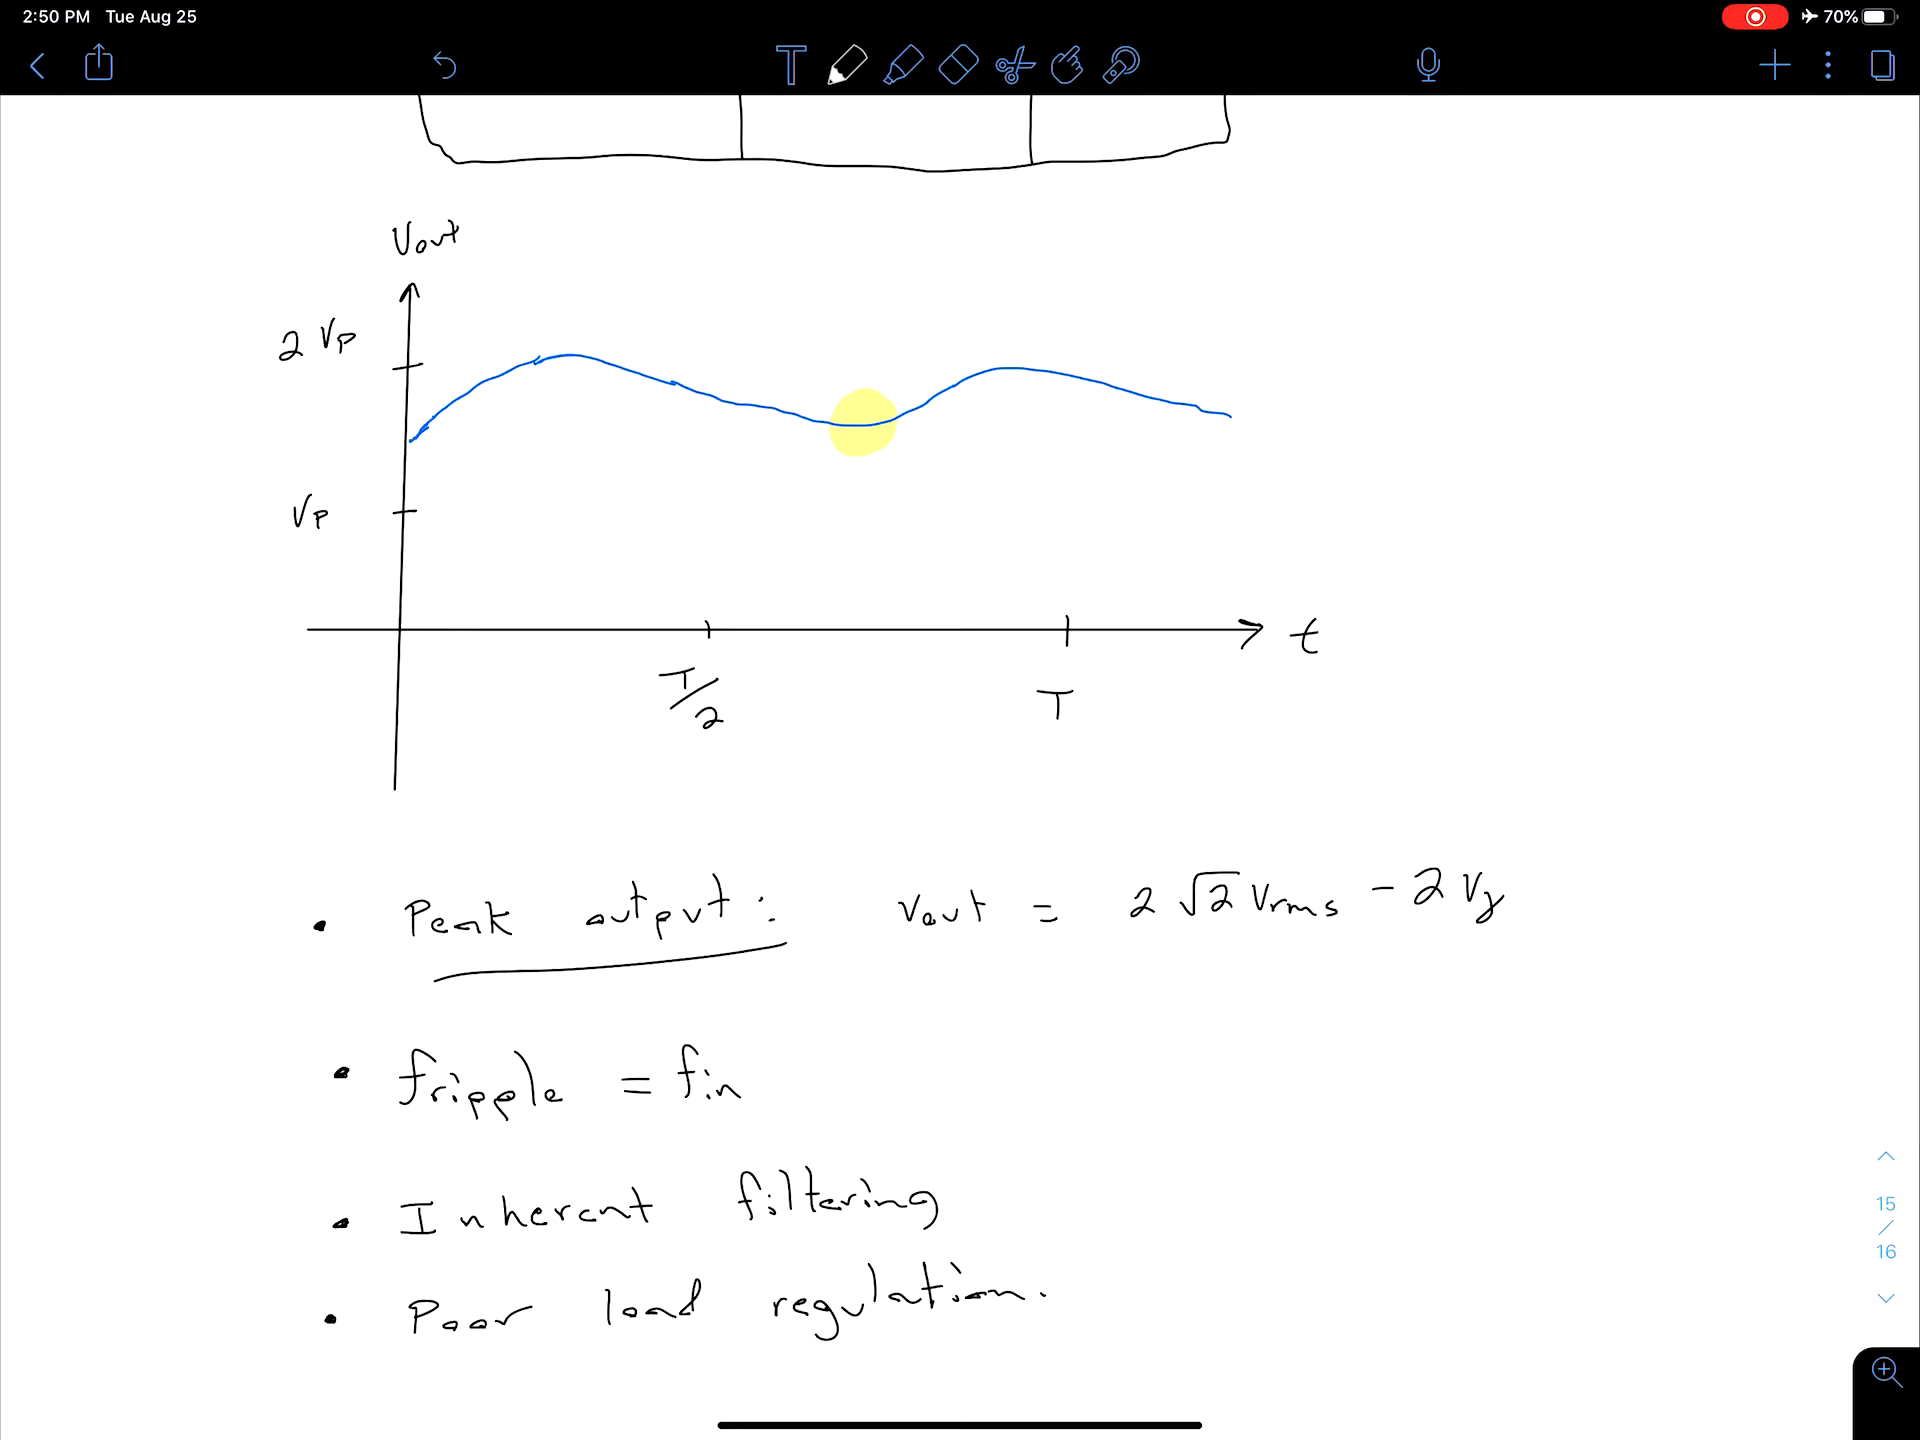 2:50 PM Tue Aug 25
70%
Vout
2 Vp
Vp
t
T/2
T
• Peak output: Vout = 2 √2 Vrms - 2 Vγ
• fripple = fin
• Inherent filtering
• Poor load regulation.
15
/
16